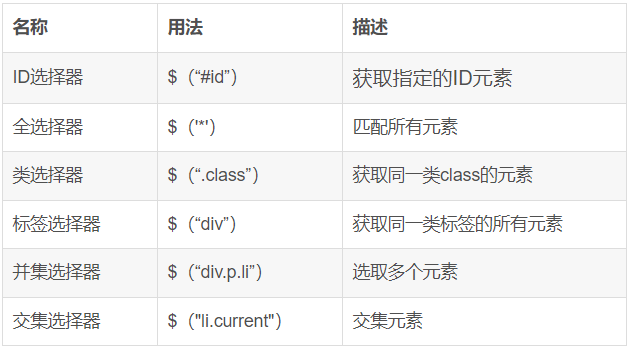 名称 用法 描述
ID选择器 $（“#id”） 获取指定的ID元素
全选择器 $（'*'） 匹配所有元素
类选择器 $（“.class”） 获取同一类class的元素
标签选择器 $（“div”） 获取同一类标签的所有元素
并集选择器 $（“div.p.li”） 选取多个元素
交集选择器 $（"li.current"） 交集元素